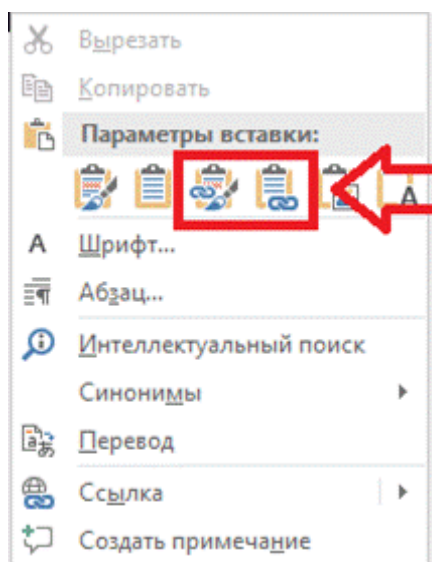 Вырезать
Копировать
Параметры вставки:
A
Шрифт...
Абзац...
Интеллектуальный поиск
Синонимы
Перевод
Ссылка
Создать примечание